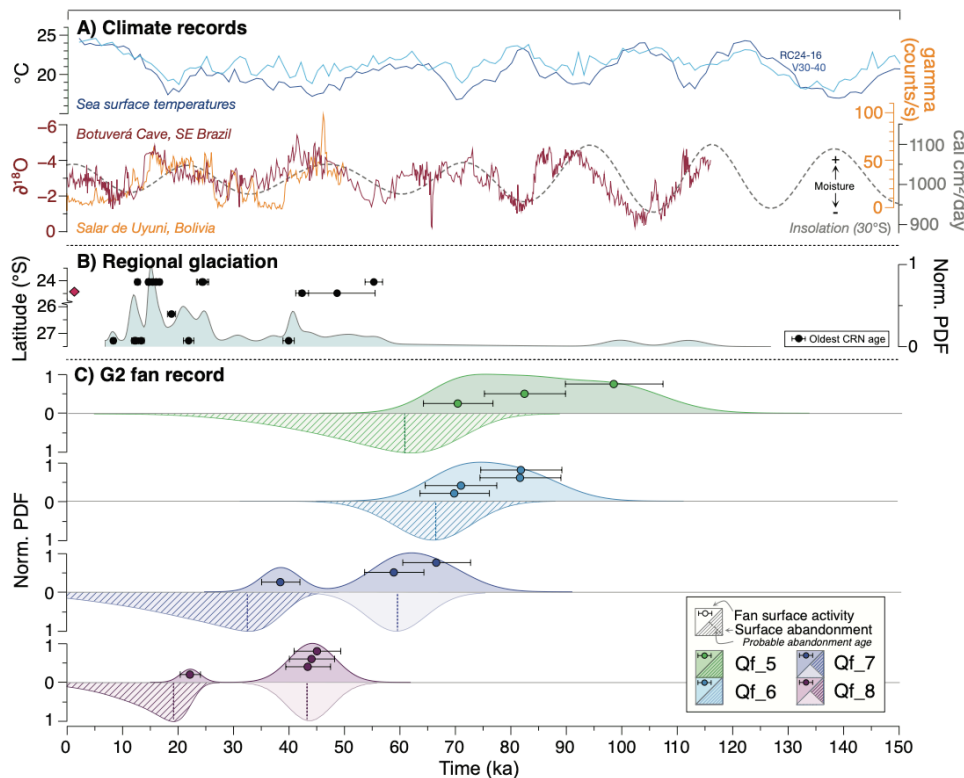 A) Climate records
25
20
°C
RC24-16
V30-40
Sea surface temperatures
gamma
(counts/s)
100
50
0
−6
−4
−2
0
∂18O
Botuverá Cave, SE Brazil
Salar de Uyuni, Bolivia
+
Moisture
-
Insolation (30°S)
1100
1000
900
cal cm²/day
B) Regional glaciation
24
26
27
Latitude (°S)
1
0
Norm. PDF
Oldest CRN age
C) G2 fan record
1
0
1
1
0
1
1
0
1
1
0
1
Norm. PDF
Fan surface activity
Surface abandonment
Probable abandonment age
Qf_5
Qf_7
Qf_6
Qf_8
0 10 20 30 40 50 60 70 80 90 100 110 120 130 140 150
Time (ka)